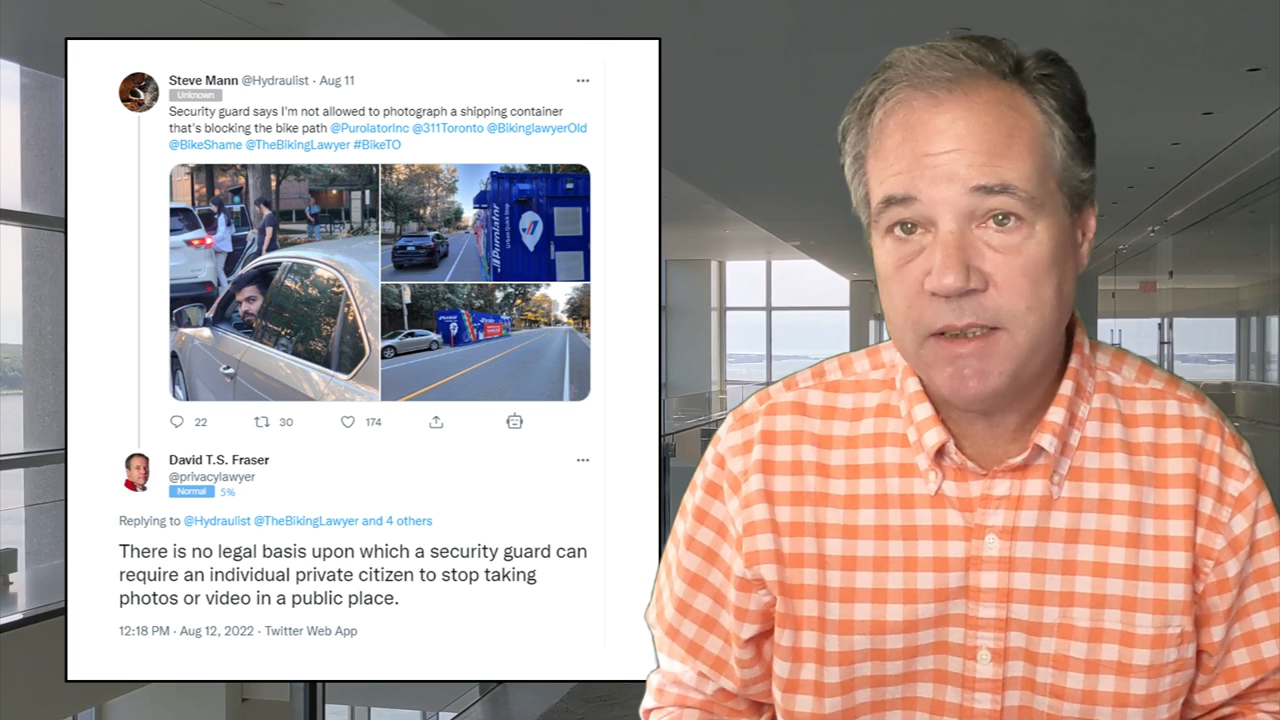 Steve Mann @Hydraulist · Aug 11
Unknown
Security guard says I'm not allowed to photograph a shipping container
that's blocking the bike path @PurolatorInc @311Toronto @BikinglawyerOld
@BikeShame @TheBikingLawyer #BikeTO
Purolator
Urban Quick Stop
22 30 174
David T.S. Fraser
@privacylawyer
Normal 5%
Replying to @Hydraulist @TheBikingLawyer and 4 others
There is no legal basis upon which a security guard can
require an individual private citizen to stop taking
photos or video in a public place.
12:18 PM · Aug 12, 2022 · Twitter Web App